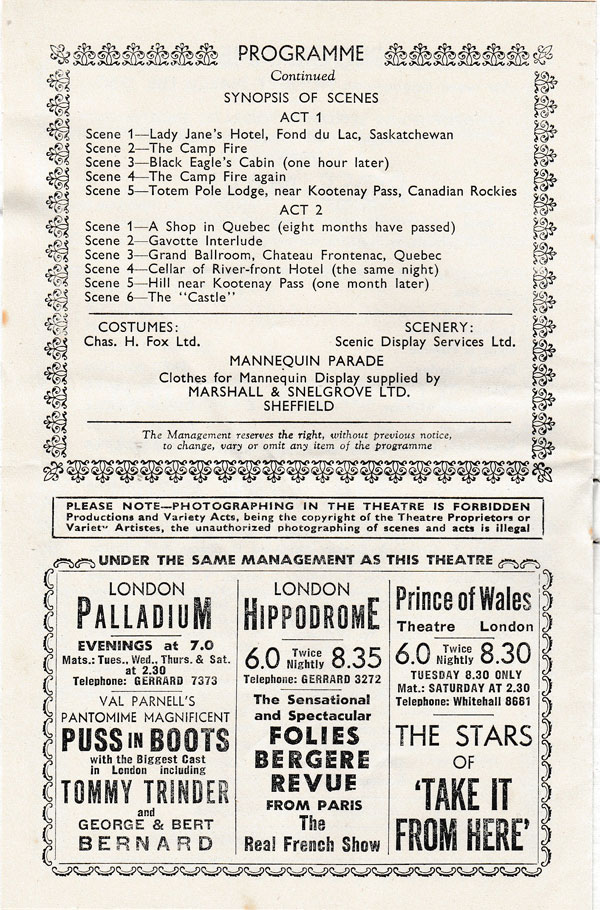 PROGRAMME
Continued
SYNOPSIS OF SCENES
ACT 1
Scene 1—Lady Jane's Hotel, Fond du Lac, Saskatchewan
Scene 2—The Camp Fire
Scene 3—Black Eagle's Cabin (one hour later)
Scene 4—The Camp Fire again
Scene 5—Totem Pole Lodge, near Kootenay Pass, Canadian Rockies
ACT 2
Scene 1—A Shop in Quebec (eight months have passed)
Scene 2—Gavotte Interlude
Scene 3—Grand Ballroom, Chateau Frontenac, Quebec
Scene 4—Cellar of River-front Hotel (the same night)
Scene 5—Hill near Kootenay Pass (one month later)
Scene 6—The "Castle"
COSTUMES:
Chas. H. Fox Ltd.
SCENERY:
Scenic Display Services Ltd.
MANNEQUIN PARADE
Clothes for Mannequin Display supplied by
MARSHALL & SNELGROVE LTD.
SHEFFIELD
The Management reserves the right, without previous notice,
to change, vary or omit any item of the programme
PLEASE NOTE—PHOTOGRAPHING IN THE THEATRE IS FORBIDDEN
Productions and Variety Acts, being the copyright of the Theatre Proprietors or
Variety Artistes, the unauthorized photographing of scenes and acts is illegal
UNDER THE SAME MANAGEMENT AS THIS THEATRE
LONDON
PALLADIUM
EVENINGS at 7.0
Mats.: Tues., Wed., Thurs. & Sat.
at 2.30
Telephone: GERRARD 7373
VAL PARNELL'S
PANTOMIME MAGNIFICENT
PUSS IN BOOTS
with the Biggest Cast
in London including
TOMMY TRINDER
and
GEORGE & BERT
BERNARD
LONDON
HIPPODROME
6.0 Twice Nightly 8.35
Telephone: GERRARD 3272
The Sensational
and Spectacular
FOLIES
BERGERE
REVUE
FROM PARIS
The
Real French Show
Prince of Wales
Theatre London
6.0 Twice Nightly 8.30
TUESDAY 8.30 ONLY
Mat.: SATURDAY AT 2.30
Telephone: Whitehall 8681
THE STARS
OF
'TAKE IT
FROM HERE'